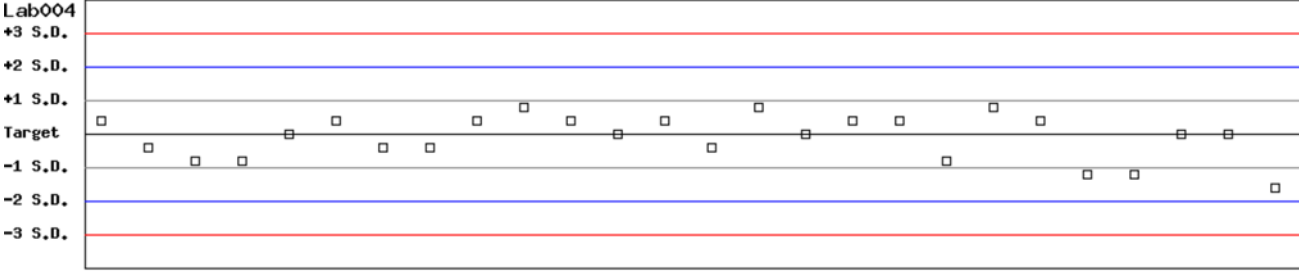 Lab004
+3 S.D.
+2 S.D.
+1 S.D.
Target
-1 S.D.
-2 S.D.
-3 S.D.